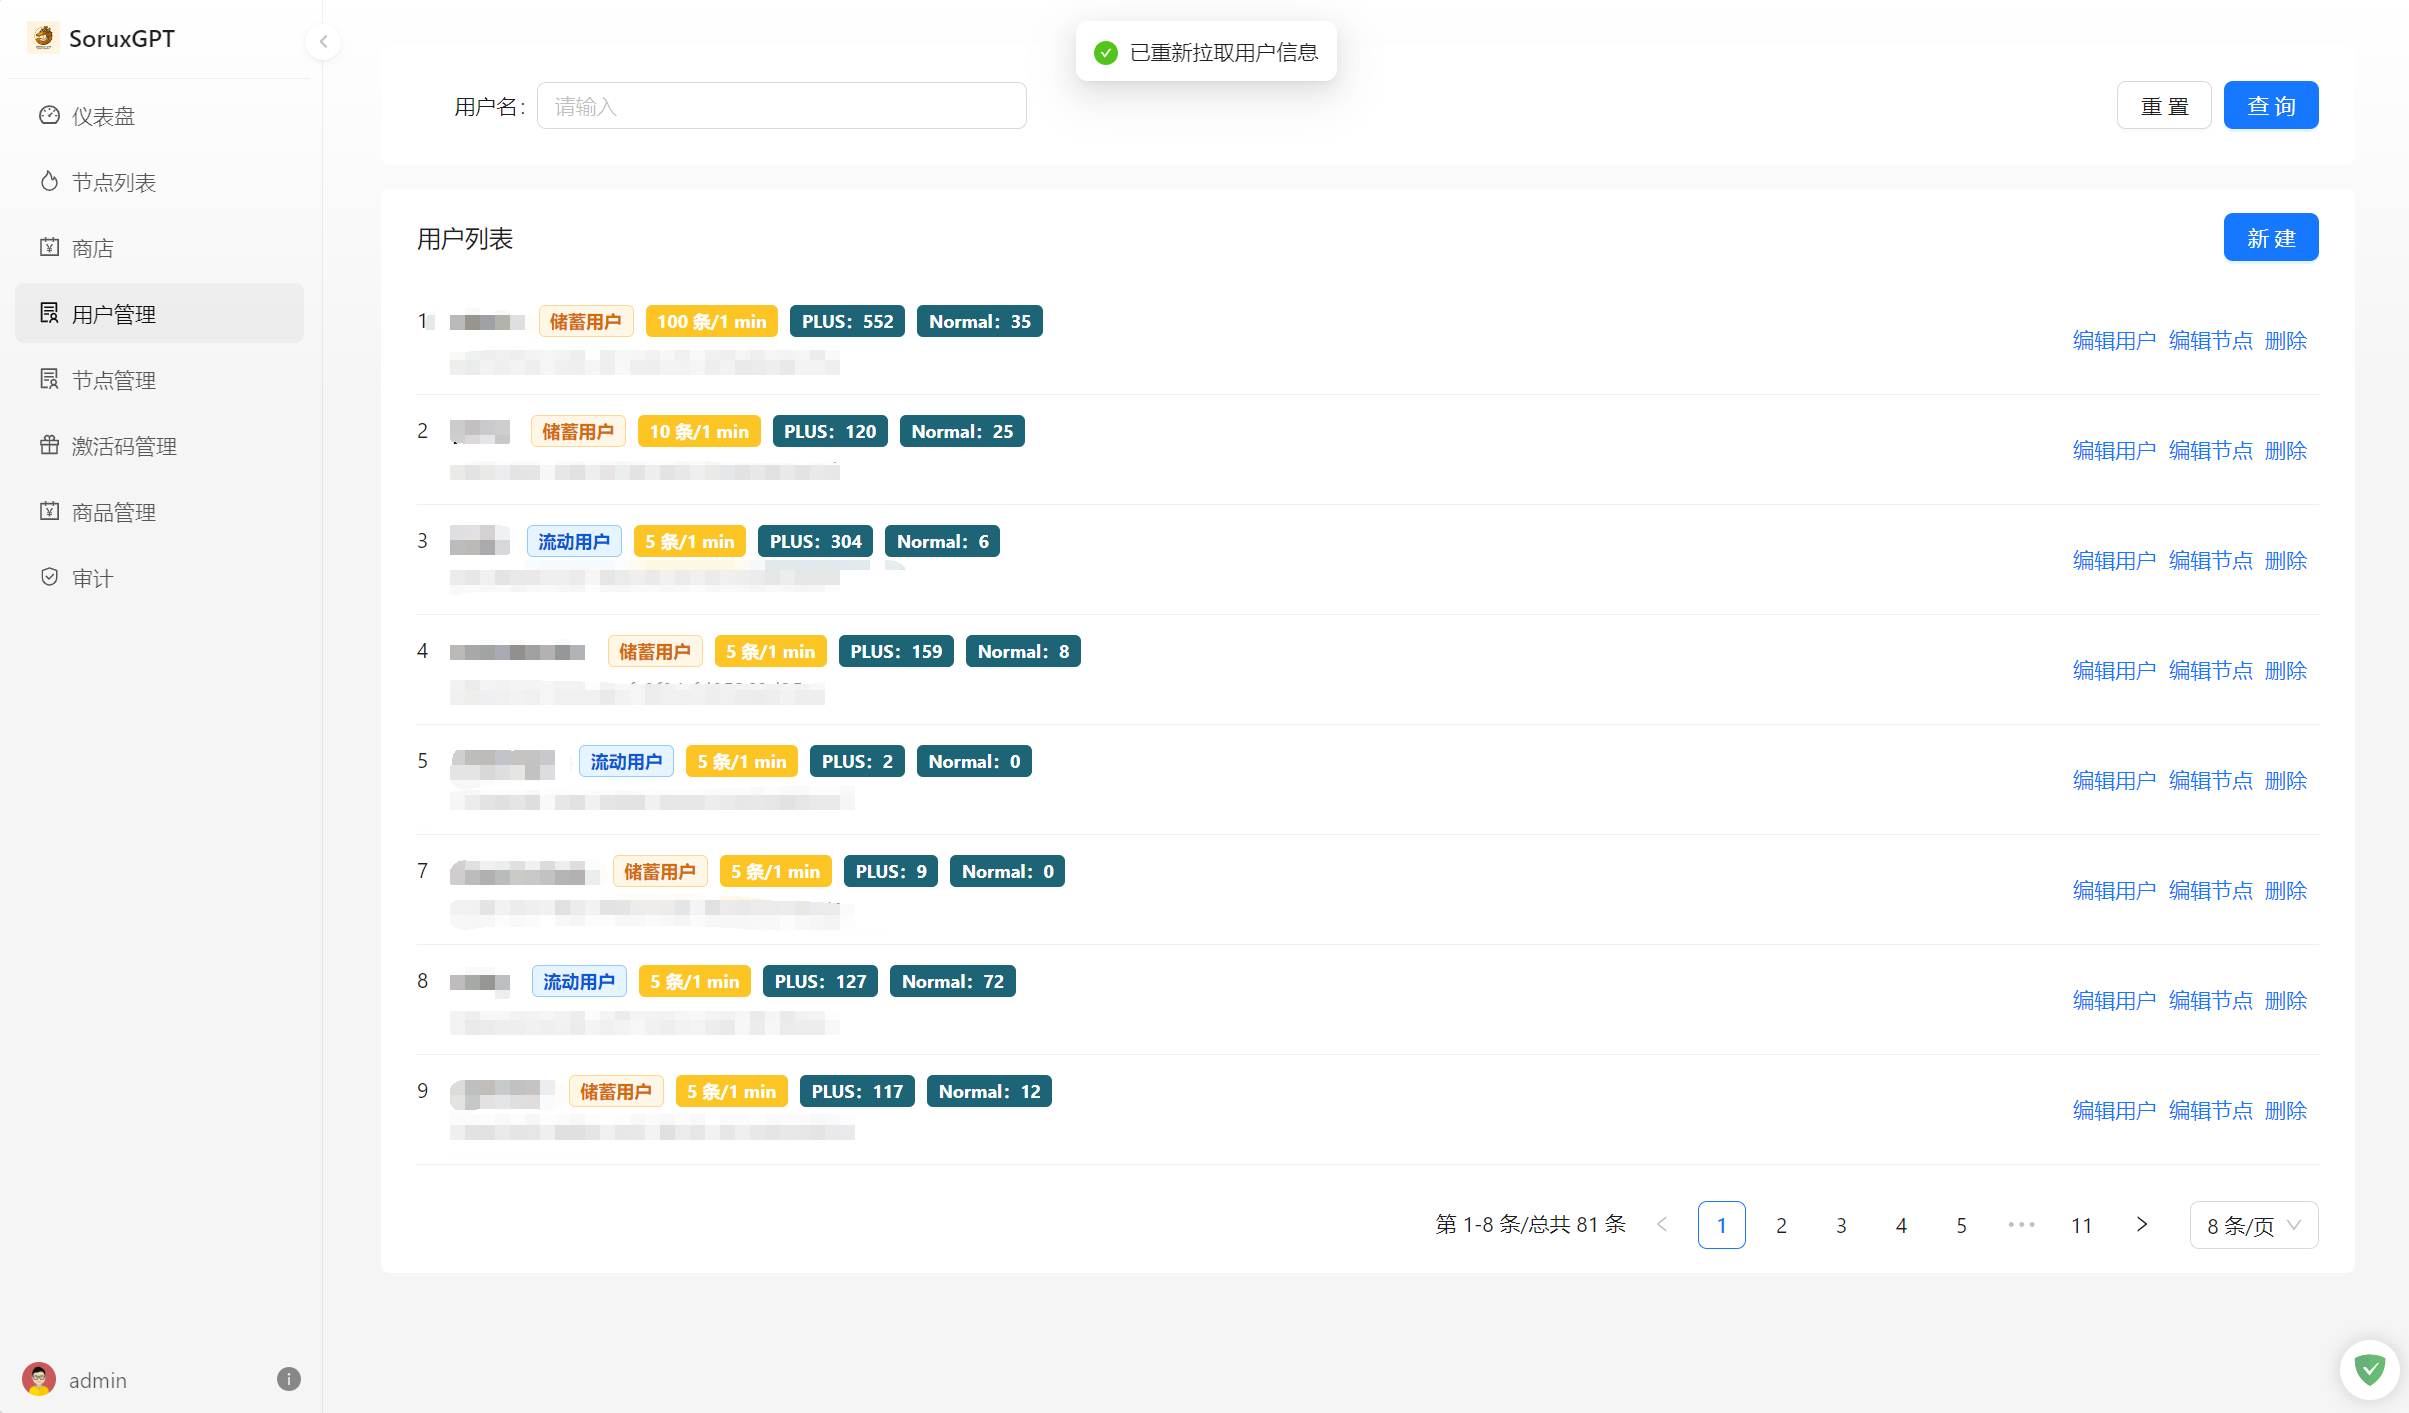 SoruxGPT
仪表盘
节点列表
商店
用户管理
节点管理
激活码管理
商品管理
审计
admin
已重新拉取用户信息
用户名: 请输入 重 置 查 询
用户列表 新 建
1 储蓄用户 100 条/1 min PLUS：552 Normal：35
编辑用户 编辑节点 删除
2 储蓄用户 10 条/1 min PLUS：120 Normal：25
编辑用户 编辑节点 删除
3 流动用户 5 条/1 min PLUS：304 Normal：6
编辑用户 编辑节点 删除
4 储蓄用户 5 条/1 min PLUS：159 Normal：8
编辑用户 编辑节点 删除
5 流动用户 5 条/1 min PLUS：2 Normal：0
编辑用户 编辑节点 删除
7 储蓄用户 5 条/1 min PLUS：9 Normal：0
编辑用户 编辑节点 删除
8 流动用户 5 条/1 min PLUS：127 Normal：72
编辑用户 编辑节点 删除
9 储蓄用户 5 条/1 min PLUS：117 Normal：12
编辑用户 编辑节点 删除
第 1-8 条/总共 81 条 < 1 2 3 4 5 ••• 11 > 8 条/页